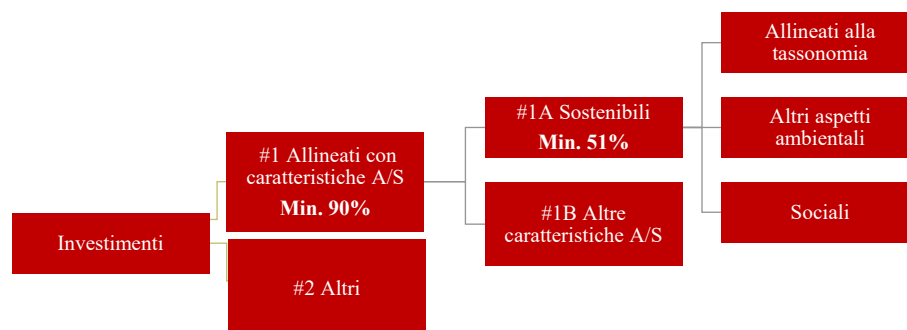 Investimenti
#1 Allineati con
caratteristiche A/S
Min. 90%
#2 Altri
#1A Sostenibili
Min. 51%
#1B Altre
caratteristiche A/S
Allineati alla
tassonomia
Altri aspetti
ambientali
Sociali